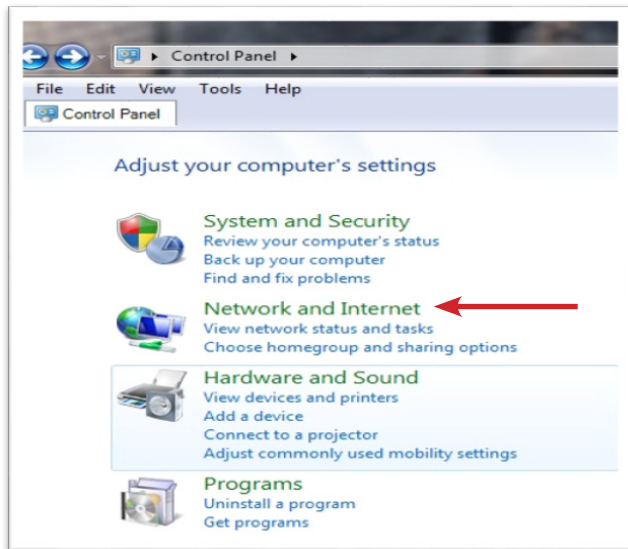 Control Panel
File Edit View Tools Help
Control Panel
Adjust your computer's settings
System and Security
Review your computer's status
Back up your computer
Find and fix problems
Network and Internet
View network status and tasks
Choose homegroup and sharing options
Hardware and Sound
View devices and printers
Add a device
Connect to a projector
Adjust commonly used mobility settings
Programs
Uninstall a program
Get programs